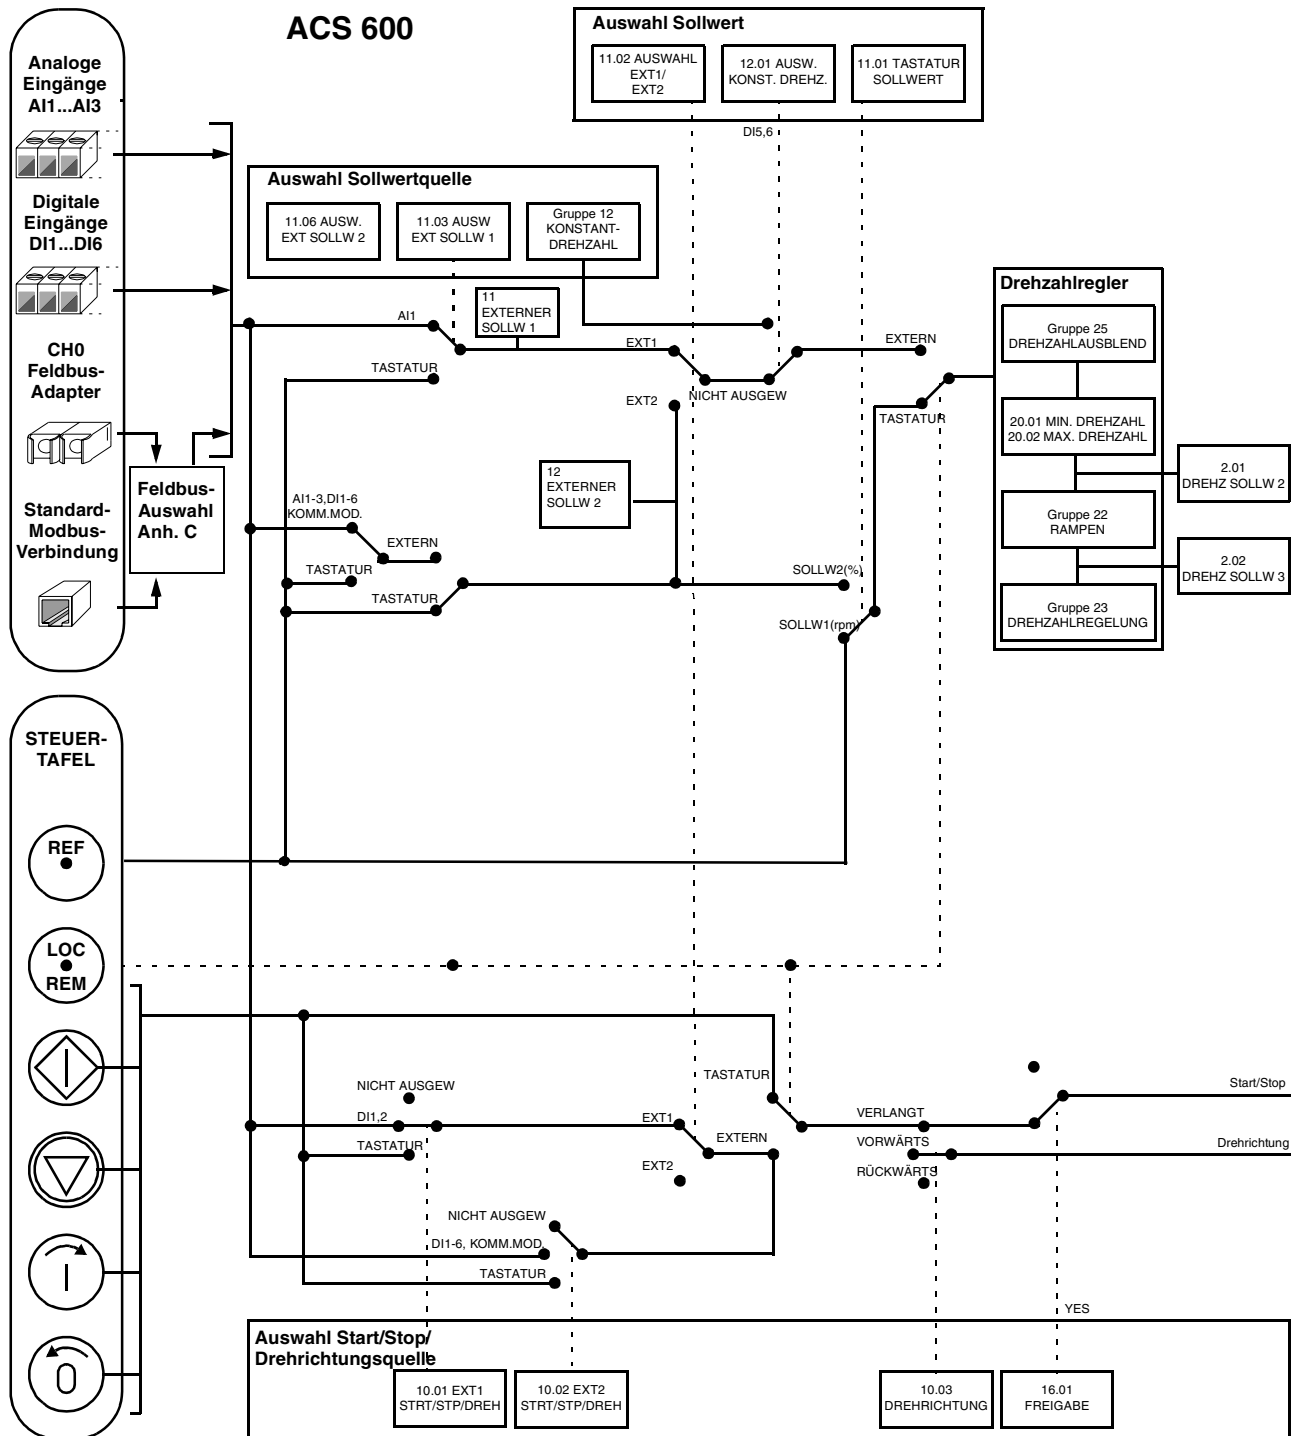 ACS 600
Analoge
Eingänge
AI1...AI3
Digitale
Eingänge
DI1...DI6
CH0
Feldbus-
Adapter
Standard-
Modbus-
Verbindung
Feldbus-
Auswahl
Anh. C
Auswahl Sollwert
11.02 AUSWAHL
EXT1/
EXT2
12.01 AUSW.
KONST. DREHZ.
11.01 TASTATUR
SOLLWERT
DI5,6
Auswahl Sollwertquelle
11.06 AUSW.
EXT SOLLW 2
11.03 AUSW
EXT SOLLW 1
Gruppe 12
KONSTANT-
DREHZAHL
11
EXTERNER
SOLLW 1
AI1
TASTATUR
EXT1
NICHT AUSGEW
EXT2
EXTERN
TASTATUR
12
EXTERNER
SOLLW 2
AI1-3,DI1-6
KOMM.MOD.
EXTERN
TASTATUR
TASTATUR
SOLLW2(%)
SOLLW1(rpm)
Drehzahlregler
Gruppe 25
DREHZAHLAUSBLEND
20.01 MIN. DREHZAHL
20.02 MAX. DREHZAHL
2.01
DREHZ SOLLW 2
Gruppe 22
RAMPEN
2.02
DREHZ SOLLW 3
Gruppe 23
DREHZAHLREGELUNG
STEUER-
TAFEL
REF
LOC
REM
NICHT AUSGEW
DI1,2
TASTATUR
TASTATUR
EXT1
EXTERN
EXT2
NICHT AUSGEW
DI1-6, KOMM.MOD.
TASTATUR
VERLANGT
VORWÄRTS
RÜCKWÄRTS
Start/Stop
Drehrichtung
YES
Auswahl Start/Stop/
Drehrichtungsquelle
10.01 EXT1
STRT/STP/DREH
10.02 EXT2
STRT/STP/DREH
10.03
DREHRICHTUNG
16.01
FREIGABE